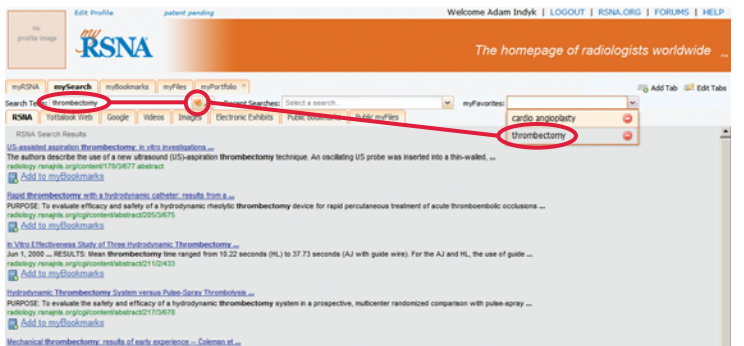 Edit Profile patent pending Welcome Adam Indyk | LOGOUT | RSNA.ORG | FORUMS | HELP
No
profile image
my
RSNA
The homepage of radiologists worldwide
myRSNA mySearch myBookmarks myFiles myPortfolio
Add Tab Edit Tabs
Search Term: thrombectomy Recent Searches: Select a search... myFavorites:
RSNA Yottalook Web Google Videos Images Electronic Exhibits Public Bookmarks Public myFiles
cardio angioplasty
thrombectomy
RSNA Search Results
US-assisted aspiration thrombectomy: in vitro investigations ...
The authors describe the use of a new ultrasound (US)-aspiration thrombectomy technique. An oscillating US probe was inserted into a thin-walled, ...
radiology.rsnajnls.org/cgi/content/178/3/677.abstract
Add to myBookmarks
Rapid thrombectomy with a hydrodynamic catheter: results from a ...
PURPOSE: To evaluate efficacy and safety of a hydrodynamic rheolytic thrombectomy device for rapid percutaneous treatment of acute thromboembolic occlusions ...
radiology.rsnajnls.org/cgi/content/abstract/205/3/675
Add to myBookmarks
In Vitro Effectiveness Study of Three Hydrodynamic Thrombectomy ...
Jun 1, 2000 ... RESULTS: Mean thrombectomy time ranged from 10.22 seconds (HL) to 37.73 seconds (AJ with guide wire). For the AJ and HL, the use of guide ...
radiology.rsnajnls.org/cgi/content/abstract/211/2/433
Add to myBookmarks
Hydrodynamic Thrombectomy System versus Pulse-Spray Thrombolysis ...
PURPOSE: To evaluate the safety and efficacy of a hydrodynamic thrombectomy system in a prospective, multicenter randomized comparison with pulse-spray ...
radiology.rsnajnls.org/cgi/content/abstract/217/3/678
Add to myBookmarks
Mechanical thrombectomy: results of early experience -- Coleman et ...